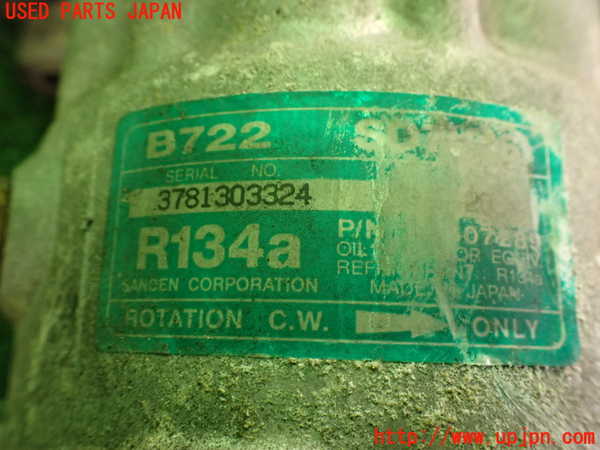 USED PARTS JAPAN
B722
SERIAL NO.
3781303324
R134a
P/N
SANDEN CORPORATION
MADE IN JAPAN
ROTATION C.W. ONLY
http://www.upjpn.com/